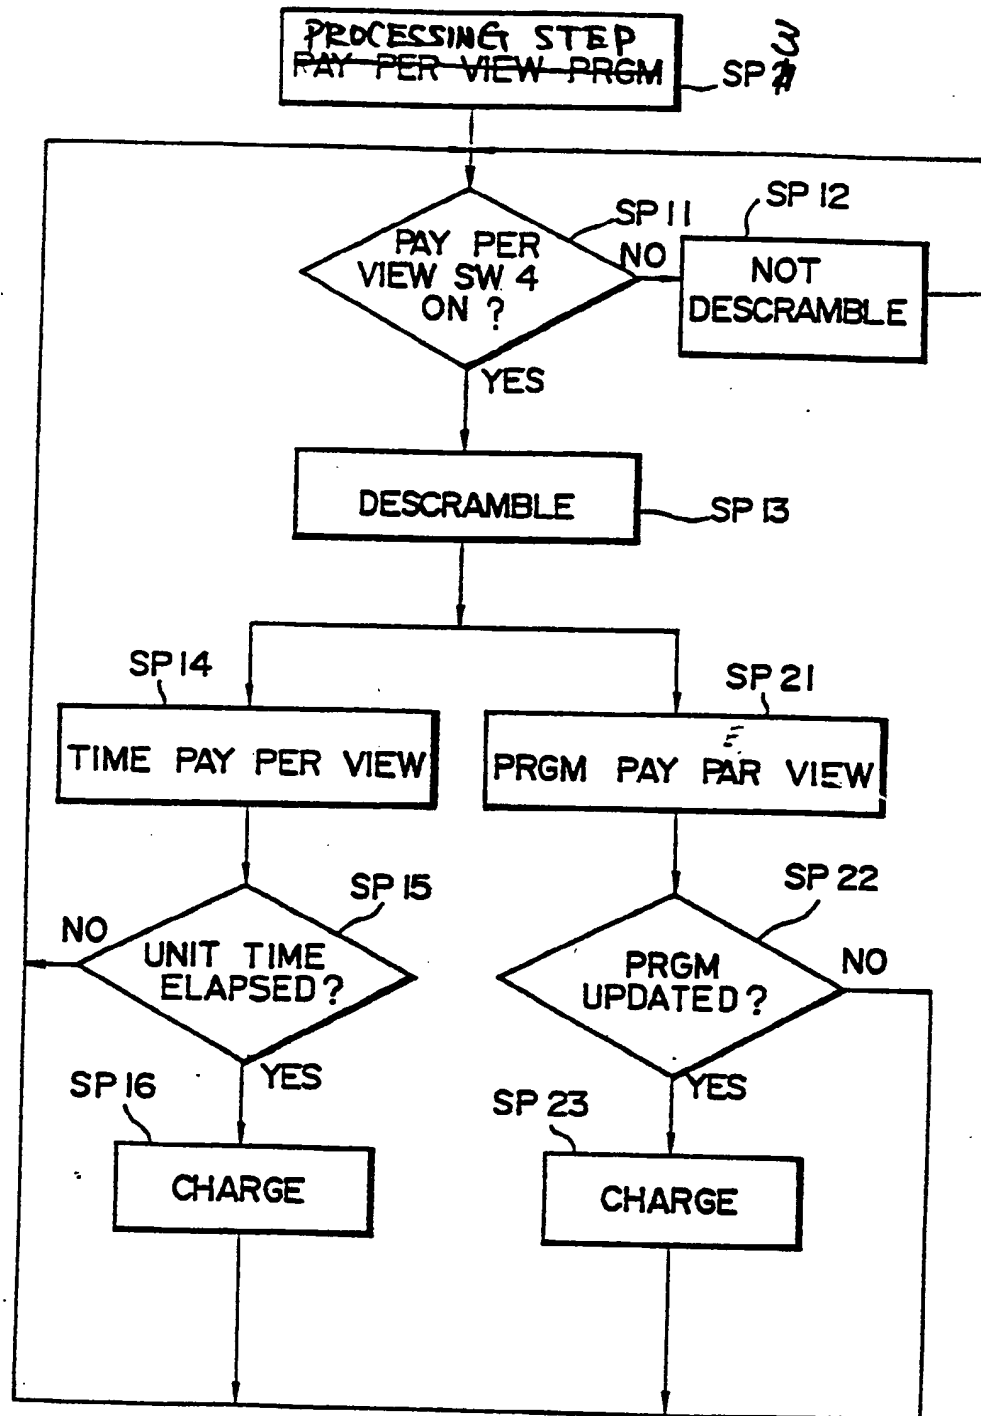 PROCESSING STEP
PAY PER VIEW PRGM
SP 3
SP 11
SP 12
PAY PER
VIEW SW. 4
ON ?
NO
NOT
DESCRAMBLE
YES
DESCRAMBLE
SP 13
SP 14
SP 21
TIME PAY PER VIEW
PRGM PAY PAR VIEW
E
SP 15
SP 22
NO
UNIT TIME
ELAPSED ?
PRGM
UPDATED ?
NO
YES
YES
SP 16
SP 23
CHARGE
CHARGE